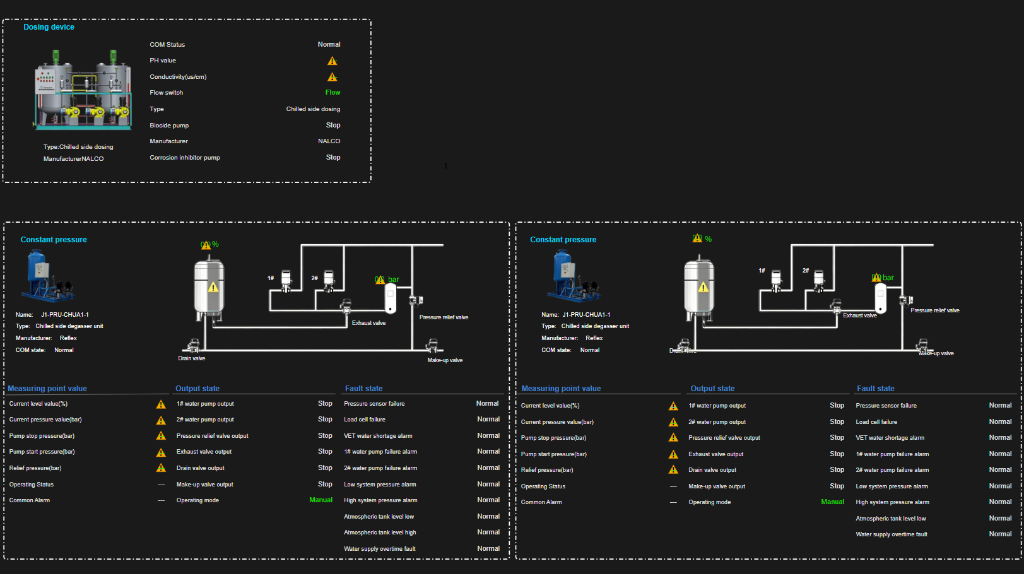 Dosing device
COM Status Normal
PH value
Conductivity(us/cm)
Flow switch Flow
Type Chilled side dosing
Bioside pump Stop
Manufacturer NALCO
Corrosion inhibitor pump Stop
Type:Chilled side dosing
ManufacturerNALCO
Constant pressure
%
1# 2#
bar
Exhaust valve
Pressure relief valve
Drain valve
Make-up valve
Name: J1-PRU-CHUA1-1
Type: Chilled side degasser unit
Manufacturer: Reflex
COM state: Normal
Measuring point value Output state Fault state
Current level value(%) 1# water pump output Stop Pressure sensor failure Normal
Current pressure value(bar) 2# water pump output Stop Load cell failure Normal
Pump stop pressure(bar) Pressure relief valve output Stop VET water shortage alarm Normal
Pump start pressure(bar) Exhaust valve output Stop 1# water pump failure alarm Normal
Relief pressure(bar) Drain valve output Stop 2# water pump failure alarm Normal
Operating Status --- Make-up valve output Stop Low system pressure alarm Normal
Common Alarm --- Operating mode Manual High system pressure alarm Normal
Atmospheric tank level low Normal
Atmospheric tank level high Normal
Water supply overtime fault Normal
Constant pressure
%
1# 2#
bar
Exhaust valve
Pressure relief valve
Drain valve
Make-up valve
Name: J1-PRU-CHUA1-1
Type: Chilled side degasser unit
Manufacturer: Reflex
COM state: Normal
Measuring point value Output state Fault state
Current level value(%) 1# water pump output Stop Pressure sensor failure Normal
Current pressure value(bar) 2# water pump output Stop Load cell failure Normal
Pump stop pressure(bar) Pressure relief valve output Stop VET water shortage alarm Normal
Pump start pressure(bar) Exhaust valve output Stop 1# water pump failure alarm Normal
Relief pressure(bar) Drain valve output Stop 2# water pump failure alarm Normal
Operating Status --- Make-up valve output Stop Low system pressure alarm Normal
Common Alarm --- Operating mode Manual High system pressure alarm Normal
Atmospheric tank level low Normal
Water supply overtime fault Normal